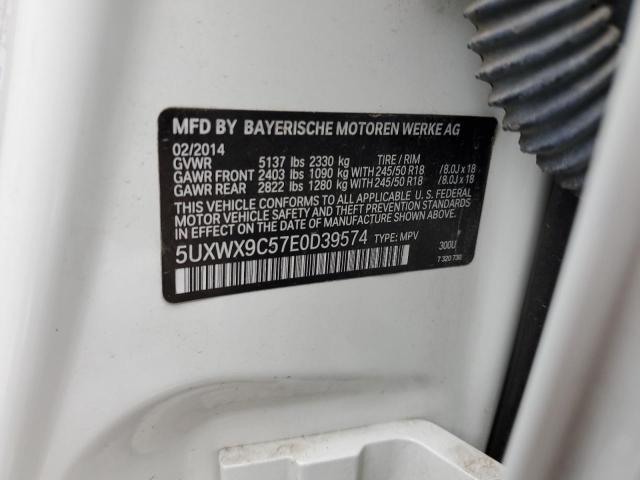 MFD BY BAYERISCHE MOTOREN WERKE AG
02/2014
GVWR 5137 lbs 2330 kg TIRE / RIM
GAWR FRONT 2403 lbs 1090 kg WITH 245/50 R18 /8.0J x 18
GAWR REAR 2822 lbs 1280 kg WITH 245/50 R18 /8.0J x 18
THIS VEHICLE CONFORMS TO ALL APPLICABLE U.S. FEDERAL
MOTOR VEHICLE SAFETY, BUMPER, AND THEFT PREVENTION
STANDARDS IN EFFECT ON THE DATE OF MANUFACTURE SHOWN ABOVE.
5UXWX9C57E0D39574 TYPE: MPV 300U
7 320 730